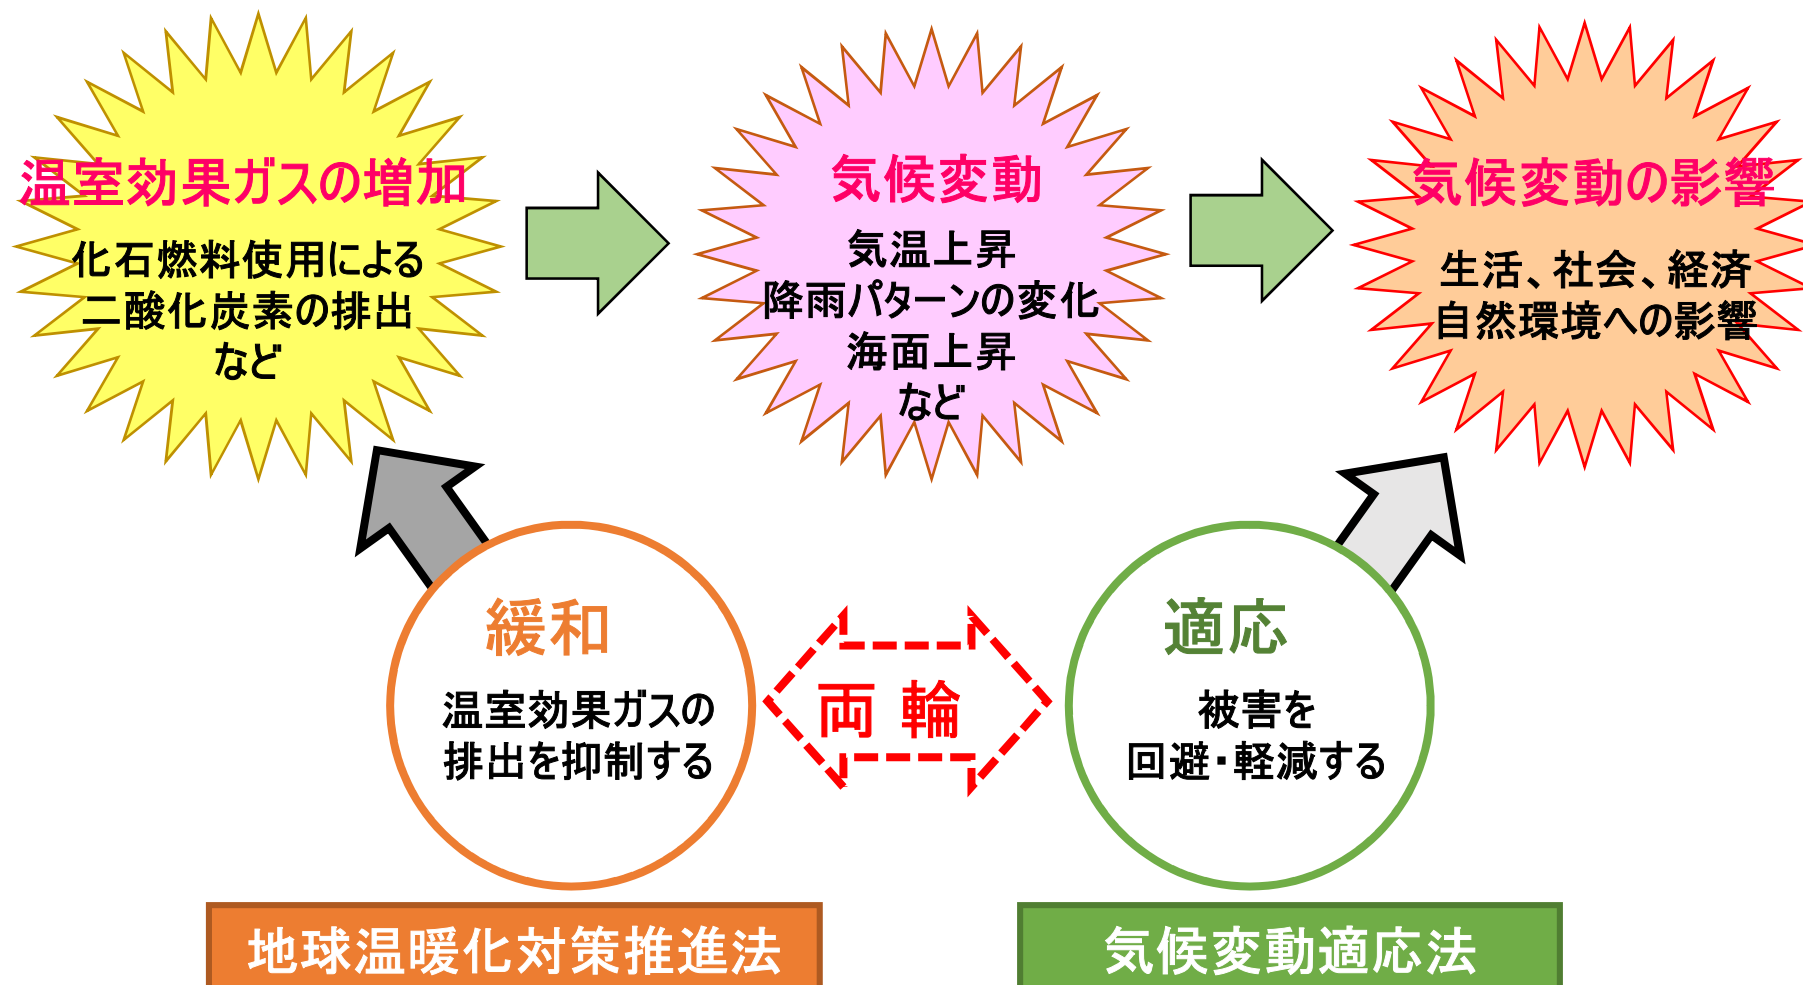 温室効果ガスの増加
化石燃料使用による
二酸化炭素の排出
など
気候変動
気温上昇
降雨パターンの変化
海面上昇
など
気候変動の影響
生活、社会、経済
自然環境への影響
緩和
温室効果ガスの
排出を抑制する
両輪
適応
被害を
回避・軽減する
地球温暖化対策推進法
気候変動適応法